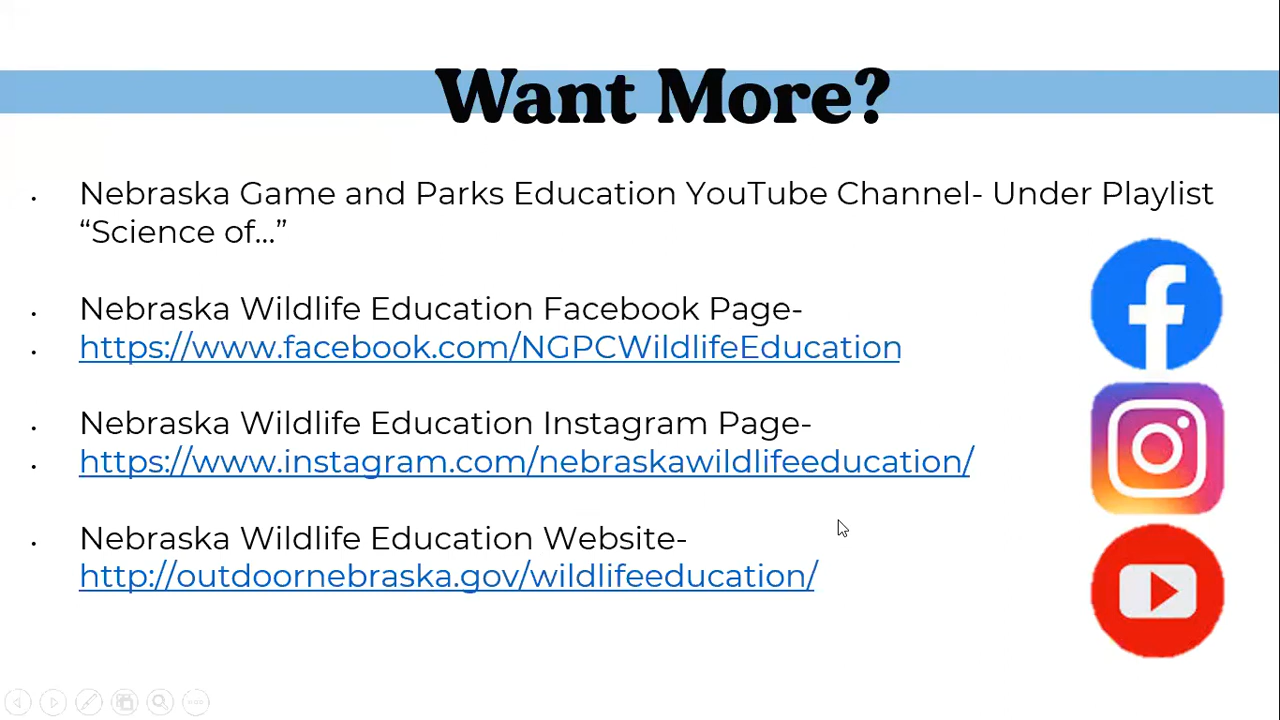 Want More?
• Nebraska Game and Parks Education YouTube Channel- Under Playlist
“Science of...”
• Nebraska Wildlife Education Facebook Page-
• https://www.facebook.com/NGPCWildlifeEducation
• Nebraska Wildlife Education Instagram Page-
• https://www.instagram.com/nebraskawildlifeeducation/
• Nebraska Wildlife Education Website-
http://outdoornebraska.gov/wildlifeeducation/